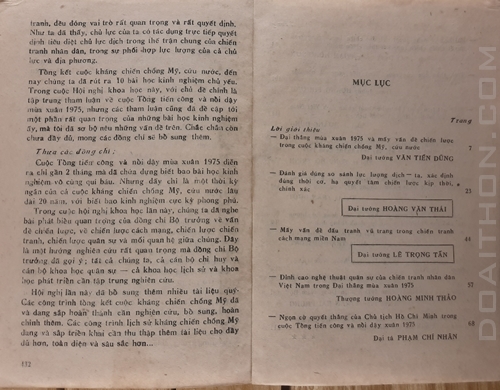 tranh, đều đóng vai trò rất quan trọng và rất quyết định.
Như ta đã thấy, chủ lực của ta có tác dụng trực tiếp quyết
định tiêu diệt chủ lực địch trong thế trận chung của chiến
tranh nhân dân, trong sự phối hợp lực lượng của cả chủ
lực và địa phương.
Tổng kết cuộc kháng chiến chống Mỹ, cứu nước, đến
nay chúng ta đã rút ra 10 bài học kinh nghiệm chủ yếu.
Trong cuộc Hội nghị khoa học này, với chủ đề chính là
tập trung tham luận về cuộc Tổng tiến công và nổi dậy
mùa xuân 1975, nhưng các tham luận cũng đã đề cập tới
một phần rất quan trọng của những bài học kinh nghiệm
ấy, mà tôi đã sơ bộ nêu những vấn đề trên. Chắc chắn còn
chưa đầy đủ, mong các đồng chí sẽ bổ sung thêm.
Thưa các đồng chí;
Cuộc Tổng tiến công và nổi dậy mùa xuân 1975 diễn
ra chỉ gần 2 tháng mà đã chứa đựng biết bao bài học kinh
nghiệm vô cùng quí báu. Nhưng đấy chỉ là một thời kỳ
ngắn của cả cuộc kháng chiến chống Mỹ, cứu nước lâu
dài 20 năm, với biết bao kinh nghiệm cực kỳ phong phú.
Trong cuộc hội nghị khoa học lần này, chúng ta đã nghe
bài phát biểu quan trọng của đồng chí Bộ trưởng về vấn
đề chiến lược, về chiến lược cách mạng, chiến lược chiến
tranh, chiến lược quân sự và mối quan hệ giữa chúng. Đây
là một hướng nghiên cứu rất quan trọng mà đồng chí Bộ
trưởng đã gợi ý; tất cả chúng ta, cả cán bộ chỉ huy và
cán bộ khoa học quân sự — cả khoa học lịch sử và khoa
học phát triển cần tập trung nghiên cứu.
Hội nghị lần này đã bổ sung thêm nhiều tài liệu quý.
Các công trình tổng kết cuộc kháng chiến chống Mỹ đã
và đang sắp hoàn thành cần nghiên cứu, bổ sung, hoàn
chỉnh thêm. Các công trình lịch sử kháng chiến chống Mỹ
đang và sắp triển khai cần thu thập thêm tài liệu cho đầy
đủ hơn, toàn diện và sâu sắc hơn...
132
MỤC LỤC
Trang
Lời giới thiệu
— Đại thắng mùa xuân 1975 và mấy vấn đề chiến lược
trong cuộc kháng chiến chống Mỹ, cứu nước 7
Đại tướng VĂN TIẾN DŨNG
— Đánh giá đúng so sánh lực lượng địch — ta, xác định
đúng thời cơ, hạ quyết tâm chiến lược kịp thời,
chính xác 25
Đại tướng HOÀNG VĂN THÁI
— Mấy vấn đề đấu tranh vũ trang trong chiến tranh
cách mạng miền Nam 41
Đại tướng LÊ TRỌNG TẤN
— Đỉnh cao nghệ thuật quân sự của chiến tranh nhân dân
Việt Nam trong Đại thắng mùa xuân 1975 57
Thượng tướng HOÀNG MINH THẢO
— Ngọn cờ quyết thắng của Chủ tịch Hồ Chí Minh trong
cuộc Tổng tiến công và nổi dậy xuân 1975 68
Đại tá PHẠM CHÍ NHÂN